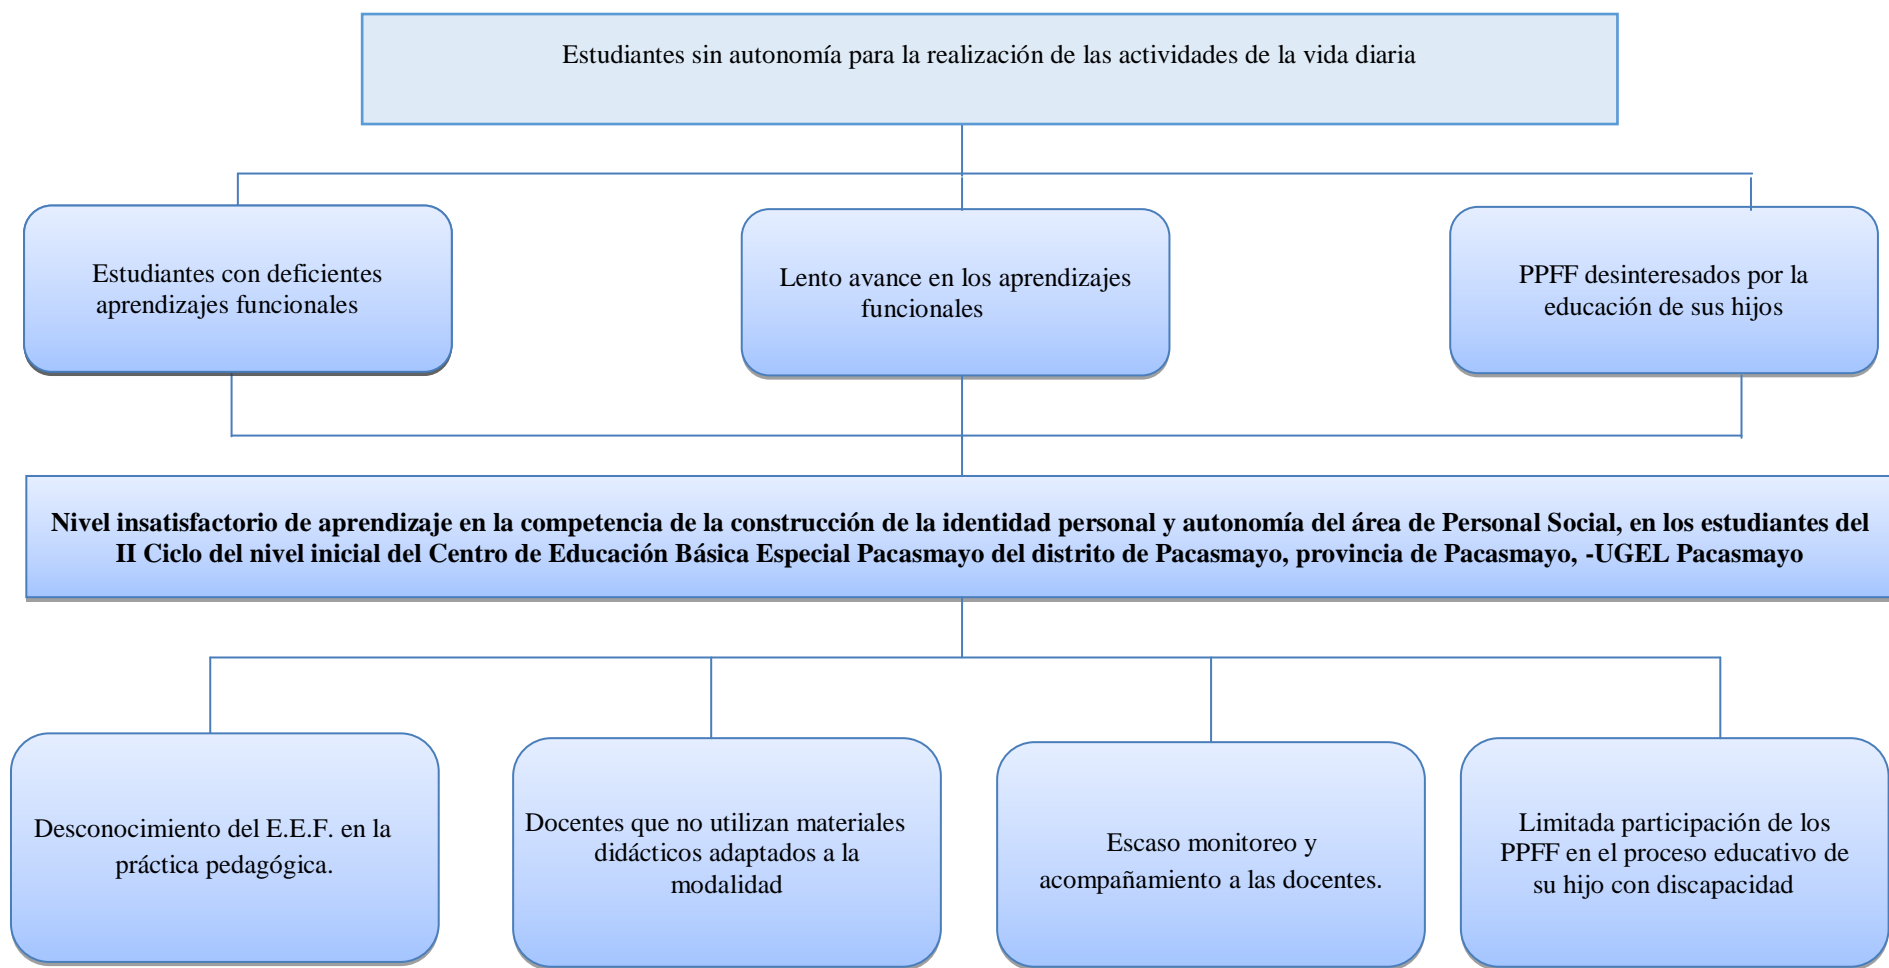 Estudiantes sin autonomía para la realización de las actividades de la vida diaria
Estudiantes con deficientes
aprendizajes funcionales
Lento avance en los aprendizajes
funcionales
PPFF desinteresados por la
educación de sus hijos
Nivel insatisfactorio de aprendizaje en la competencia de la construcción de la identidad personal y autonomía del área de Personal Social, en los estudiantes del
II Ciclo del nivel inicial del Centro de Educación Básica Especial Pacasmayo del distrito de Pacasmayo, provincia de Pacasmayo, -UGEL Pacasmayo
Desconocimiento del E.E.F. en la
práctica pedagógica.
Docentes que no utilizan materiales
didácticos adaptados a la
modalidad
Escaso monitoreo y
acompañamiento a las docentes.
Limitada participación de los
PPFF en el proceso educativo de
su hijo con discapacidad